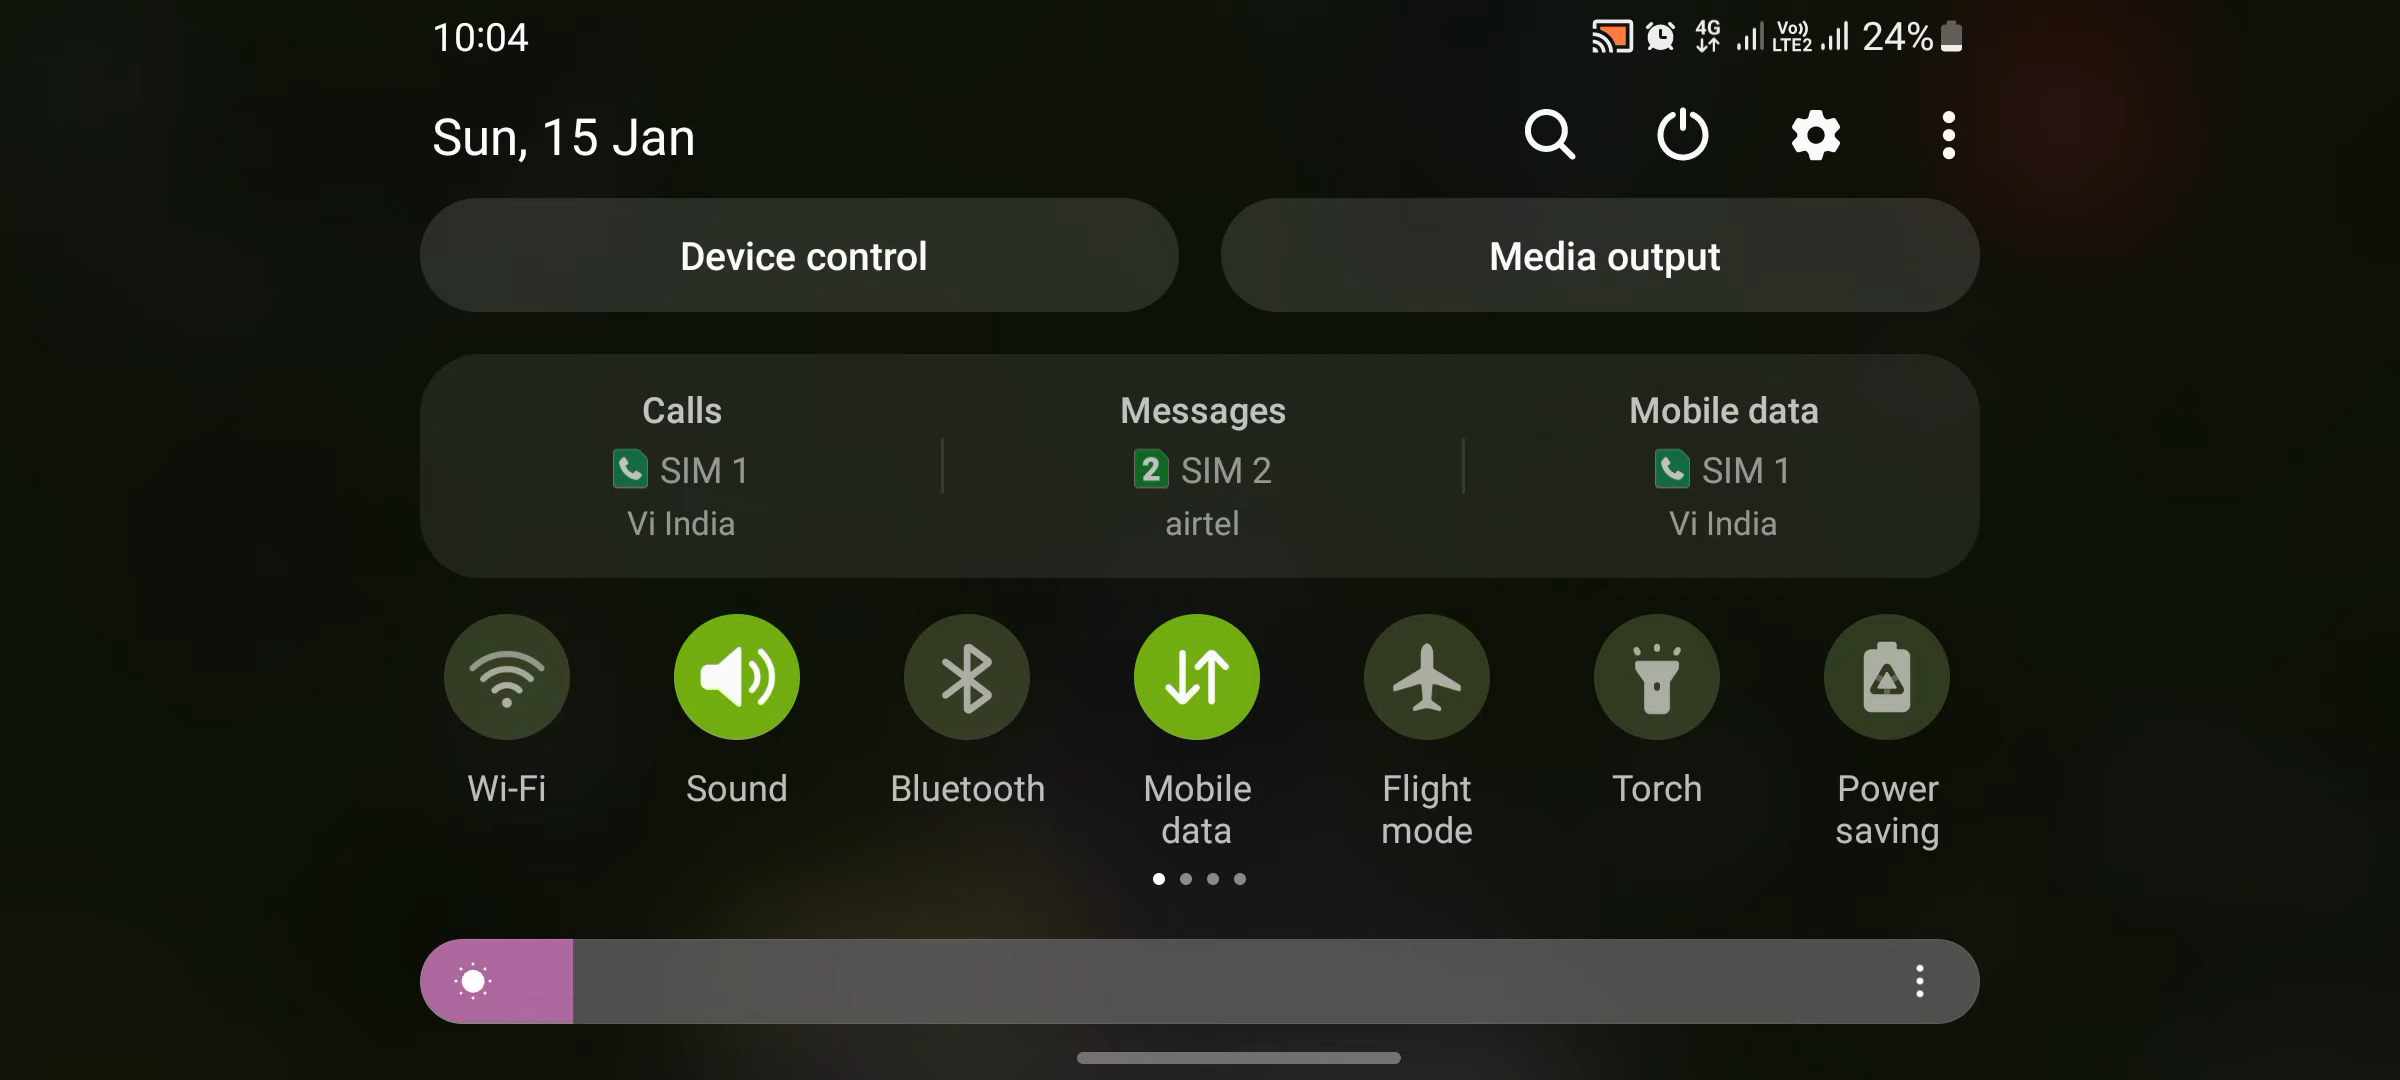 10:04
4G Vo)) LTE2 24%
Sun, 15 Jan
Device control
Media output
Calls
SIM 1
Vi India
Messages
2 SIM 2
airtel
Mobile data
SIM 1
Vi India
Wi-Fi
Sound
Bluetooth
Mobile
data
Flight
mode
Torch
Power
saving